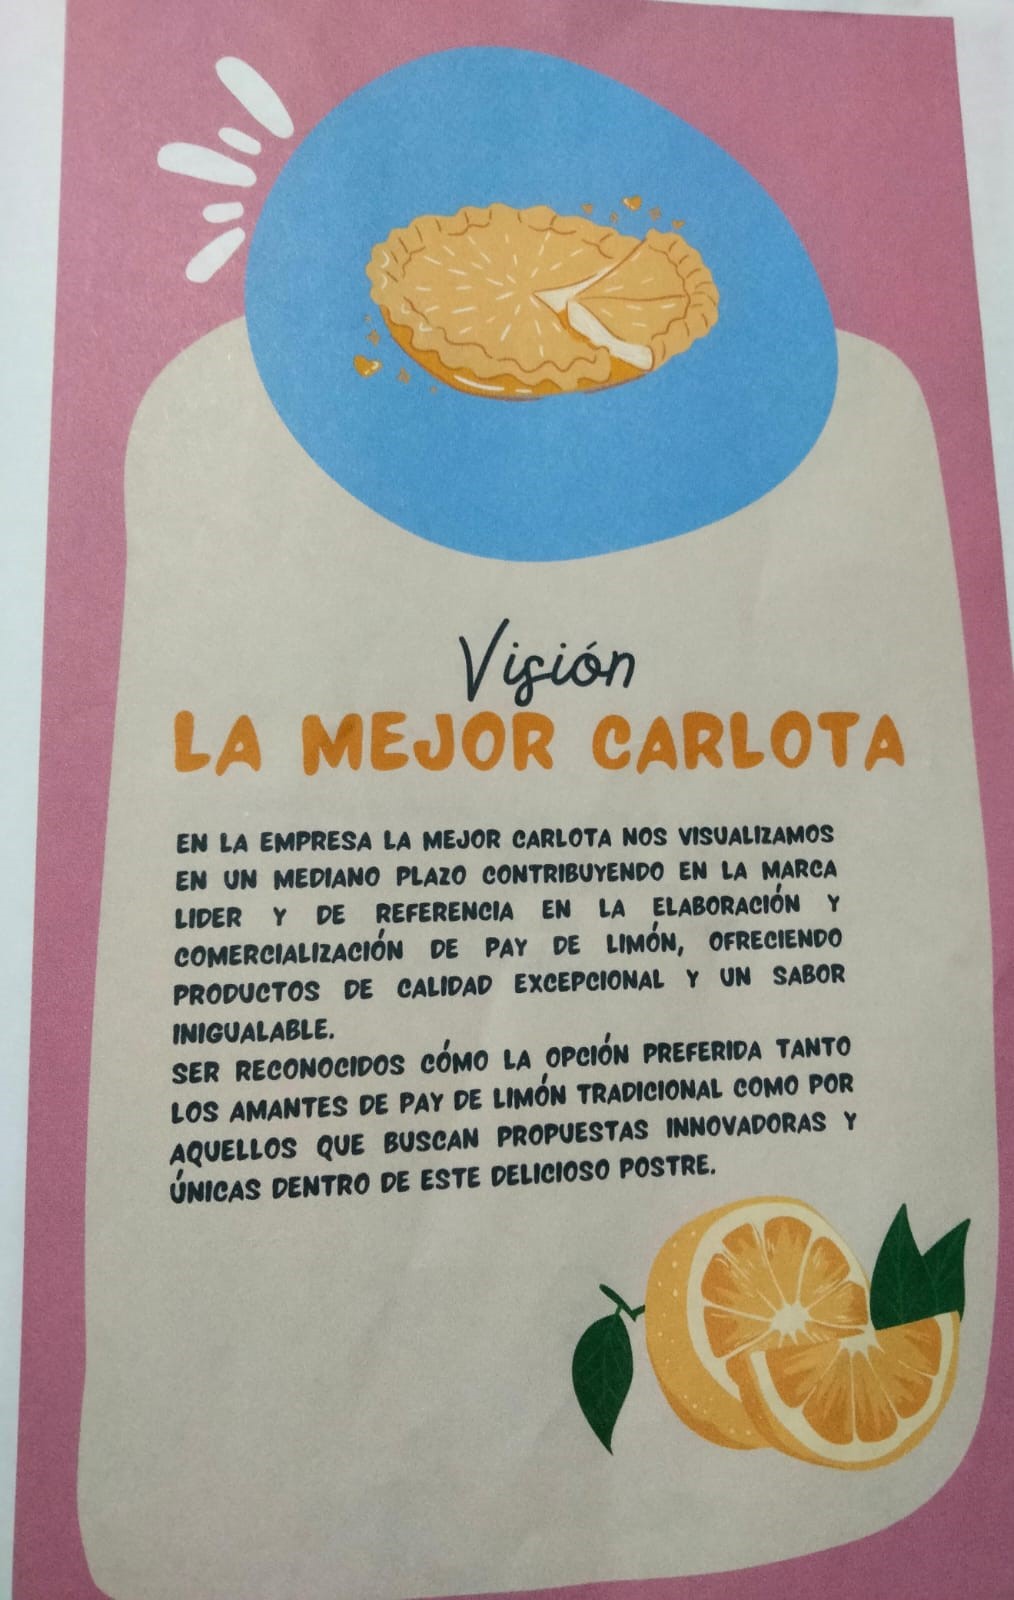 Visión
LA MEJOR CARLOTA
EN LA EMPRESA LA MEJOR CARLOTA NOS VISUALIZAMOS
EN UN MEDIANO PLAZO CONTRIBUYENDO EN LA MARCA
LIDER Y DE REFERENCIA EN LA ELABORACIÓN Y
COMERCIALIZACIÓN DE PAY DE LIMÓN, OFRECIENDO
PRODUCTOS DE CALIDAD EXCEPCIONAL Y UN SABOR
INIGUALABLE.
SER RECONOCIDOS CÓMO LA OPCIÓN PREFERIDA TANTO
LOS AMANTES DE PAY DE LIMÓN TRADICIONAL COMO POR
AQUELLOS QUE BUSCAN PROPUESTAS INNOVADORAS Y
ÚNICAS DENTRO DE ESTE DELICIOSO POSTRE.